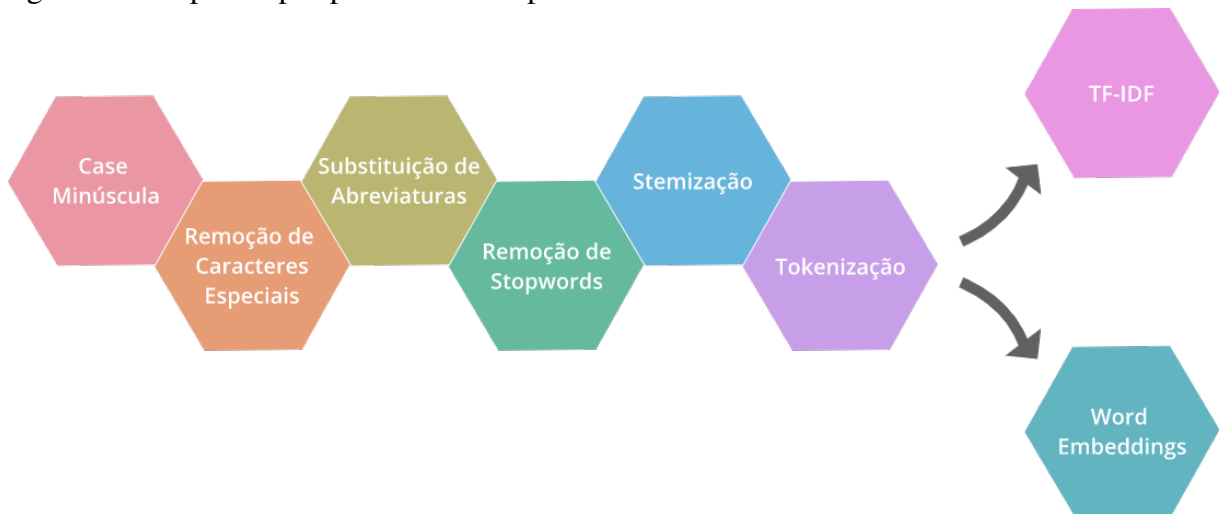 Case
Minúscula
Remoção de
Caracteres
Especiais
Substituição de
Abreviaturas
Remoção de
Stopwords
Stemização
Tokenização
TF-IDF
Word
Embeddings